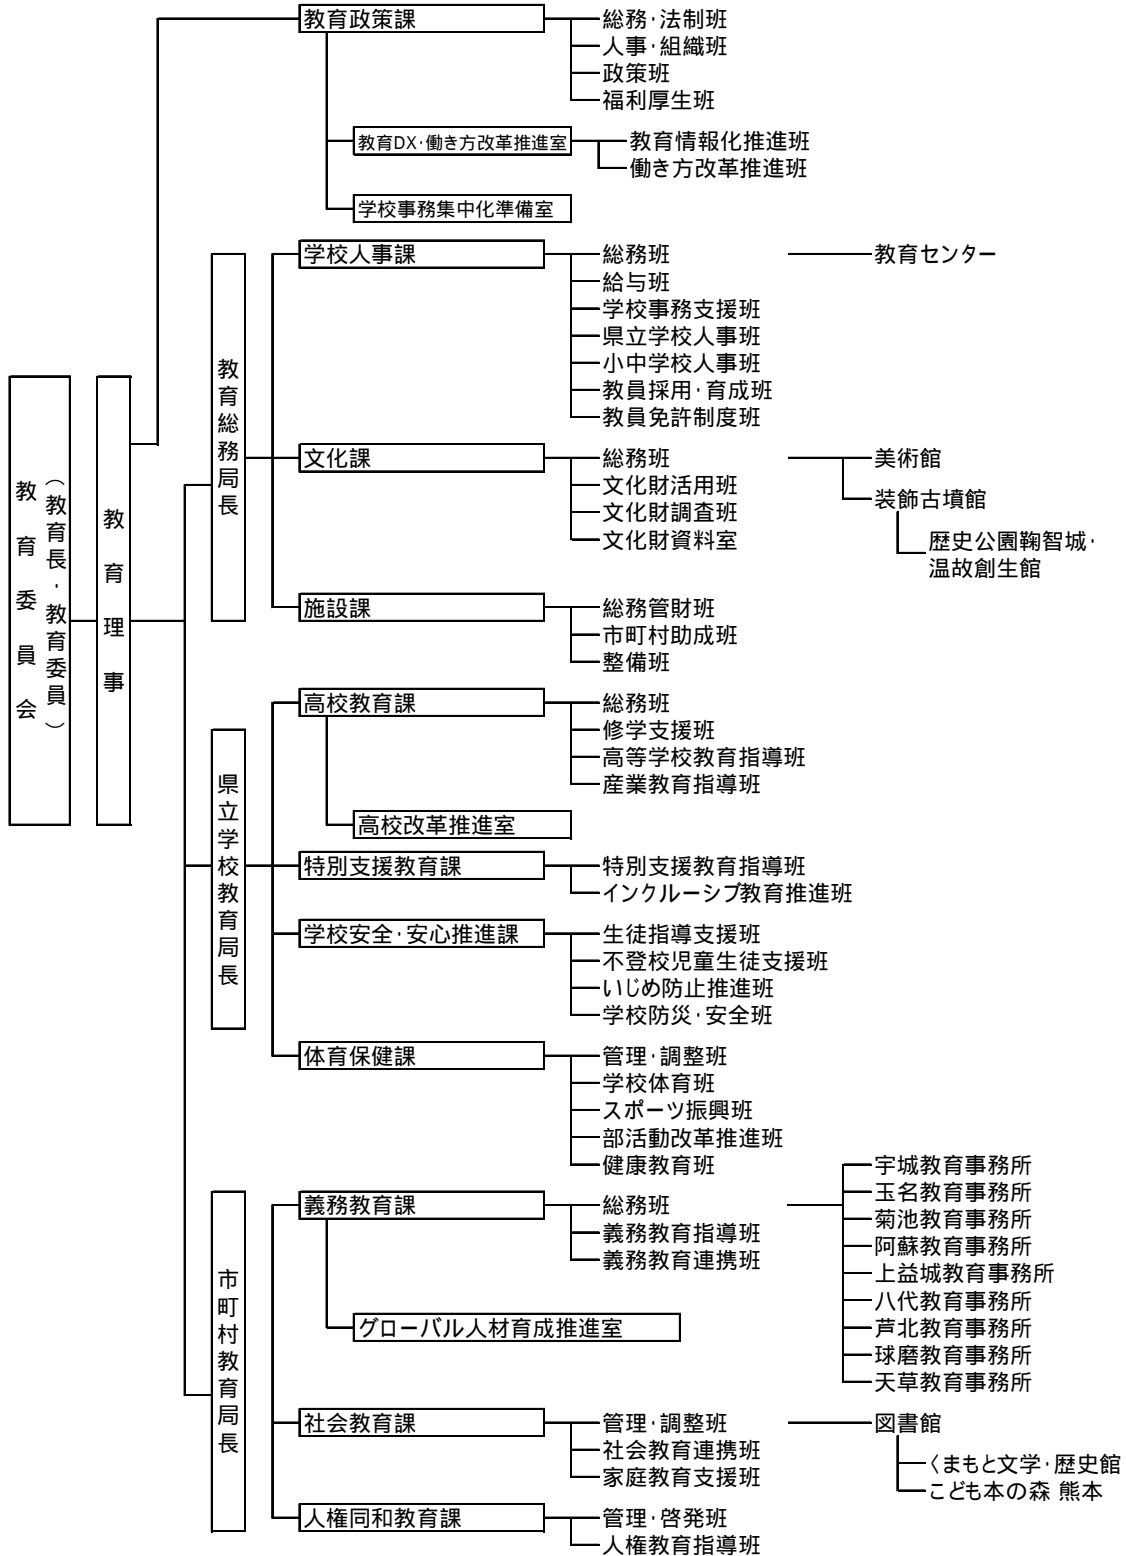 教育委員会
（教育長・教育委員）
教育理事
教育政策課
総務・法制班
人事・組織班
政策班
福利厚生班
教育DX・働き方改革推進室
教育情報化推進班
働き方改革推進班
学校事務集中化準備室
教育総務局長
学校人事課
総務班
教育センター
給与班
学校事務支援班
県立学校人事班
小中学校人事班
教員採用・育成班
教員免許制度班
文化課
総務班
美術館
文化財活用班
装飾古墳館
文化財調査班
文化財資料室
歴史公園鞠智城・
温故創生館
施設課
総務管財班
市町村助成班
整備班
県立学校教育局長
高校教育課
総務班
修学支援班
高等学校教育指導班
産業教育指導班
高校改革推進室
特別支援教育課
特別支援教育指導班
インクルーシブ教育推進班
学校安全・安心推進課
生徒指導支援班
不登校児童生徒支援班
いじめ防止推進班
学校防災・安全班
体育保健課
管理・調整班
学校体育班
スポーツ振興班
部活動改革推進班
健康教育班
市町村教育局長
義務教育課
総務班
義務教育指導班
義務教育連携班
宇城教育事務所
玉名教育事務所
菊池教育事務所
阿蘇教育事務所
上益城教育事務所
八代教育事務所
芦北教育事務所
球磨教育事務所
天草教育事務所
グローバル人材育成推進室
社会教育課
管理・調整班
図書館
社会教育連携班
家庭教育支援班
くまもと文学・歴史館
こども本の森 熊本
人権同和教育課
管理・啓発班
人権教育指導班